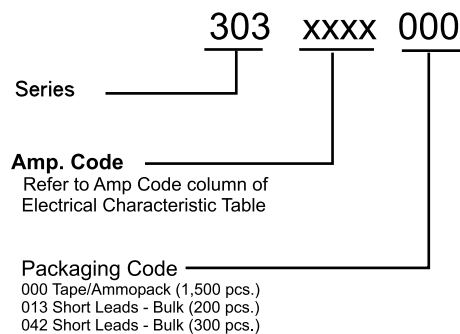 303 xxxx 000
Series
Amp. Code
Refer to Amp Code column of
Electrical Characteristic Table
Packaging Code
000 Tape/Ammopack (1,500 pcs.)
013 Short Leads - Bulk (200 pcs.)
042 Short Leads - Bulk (300 pcs.)